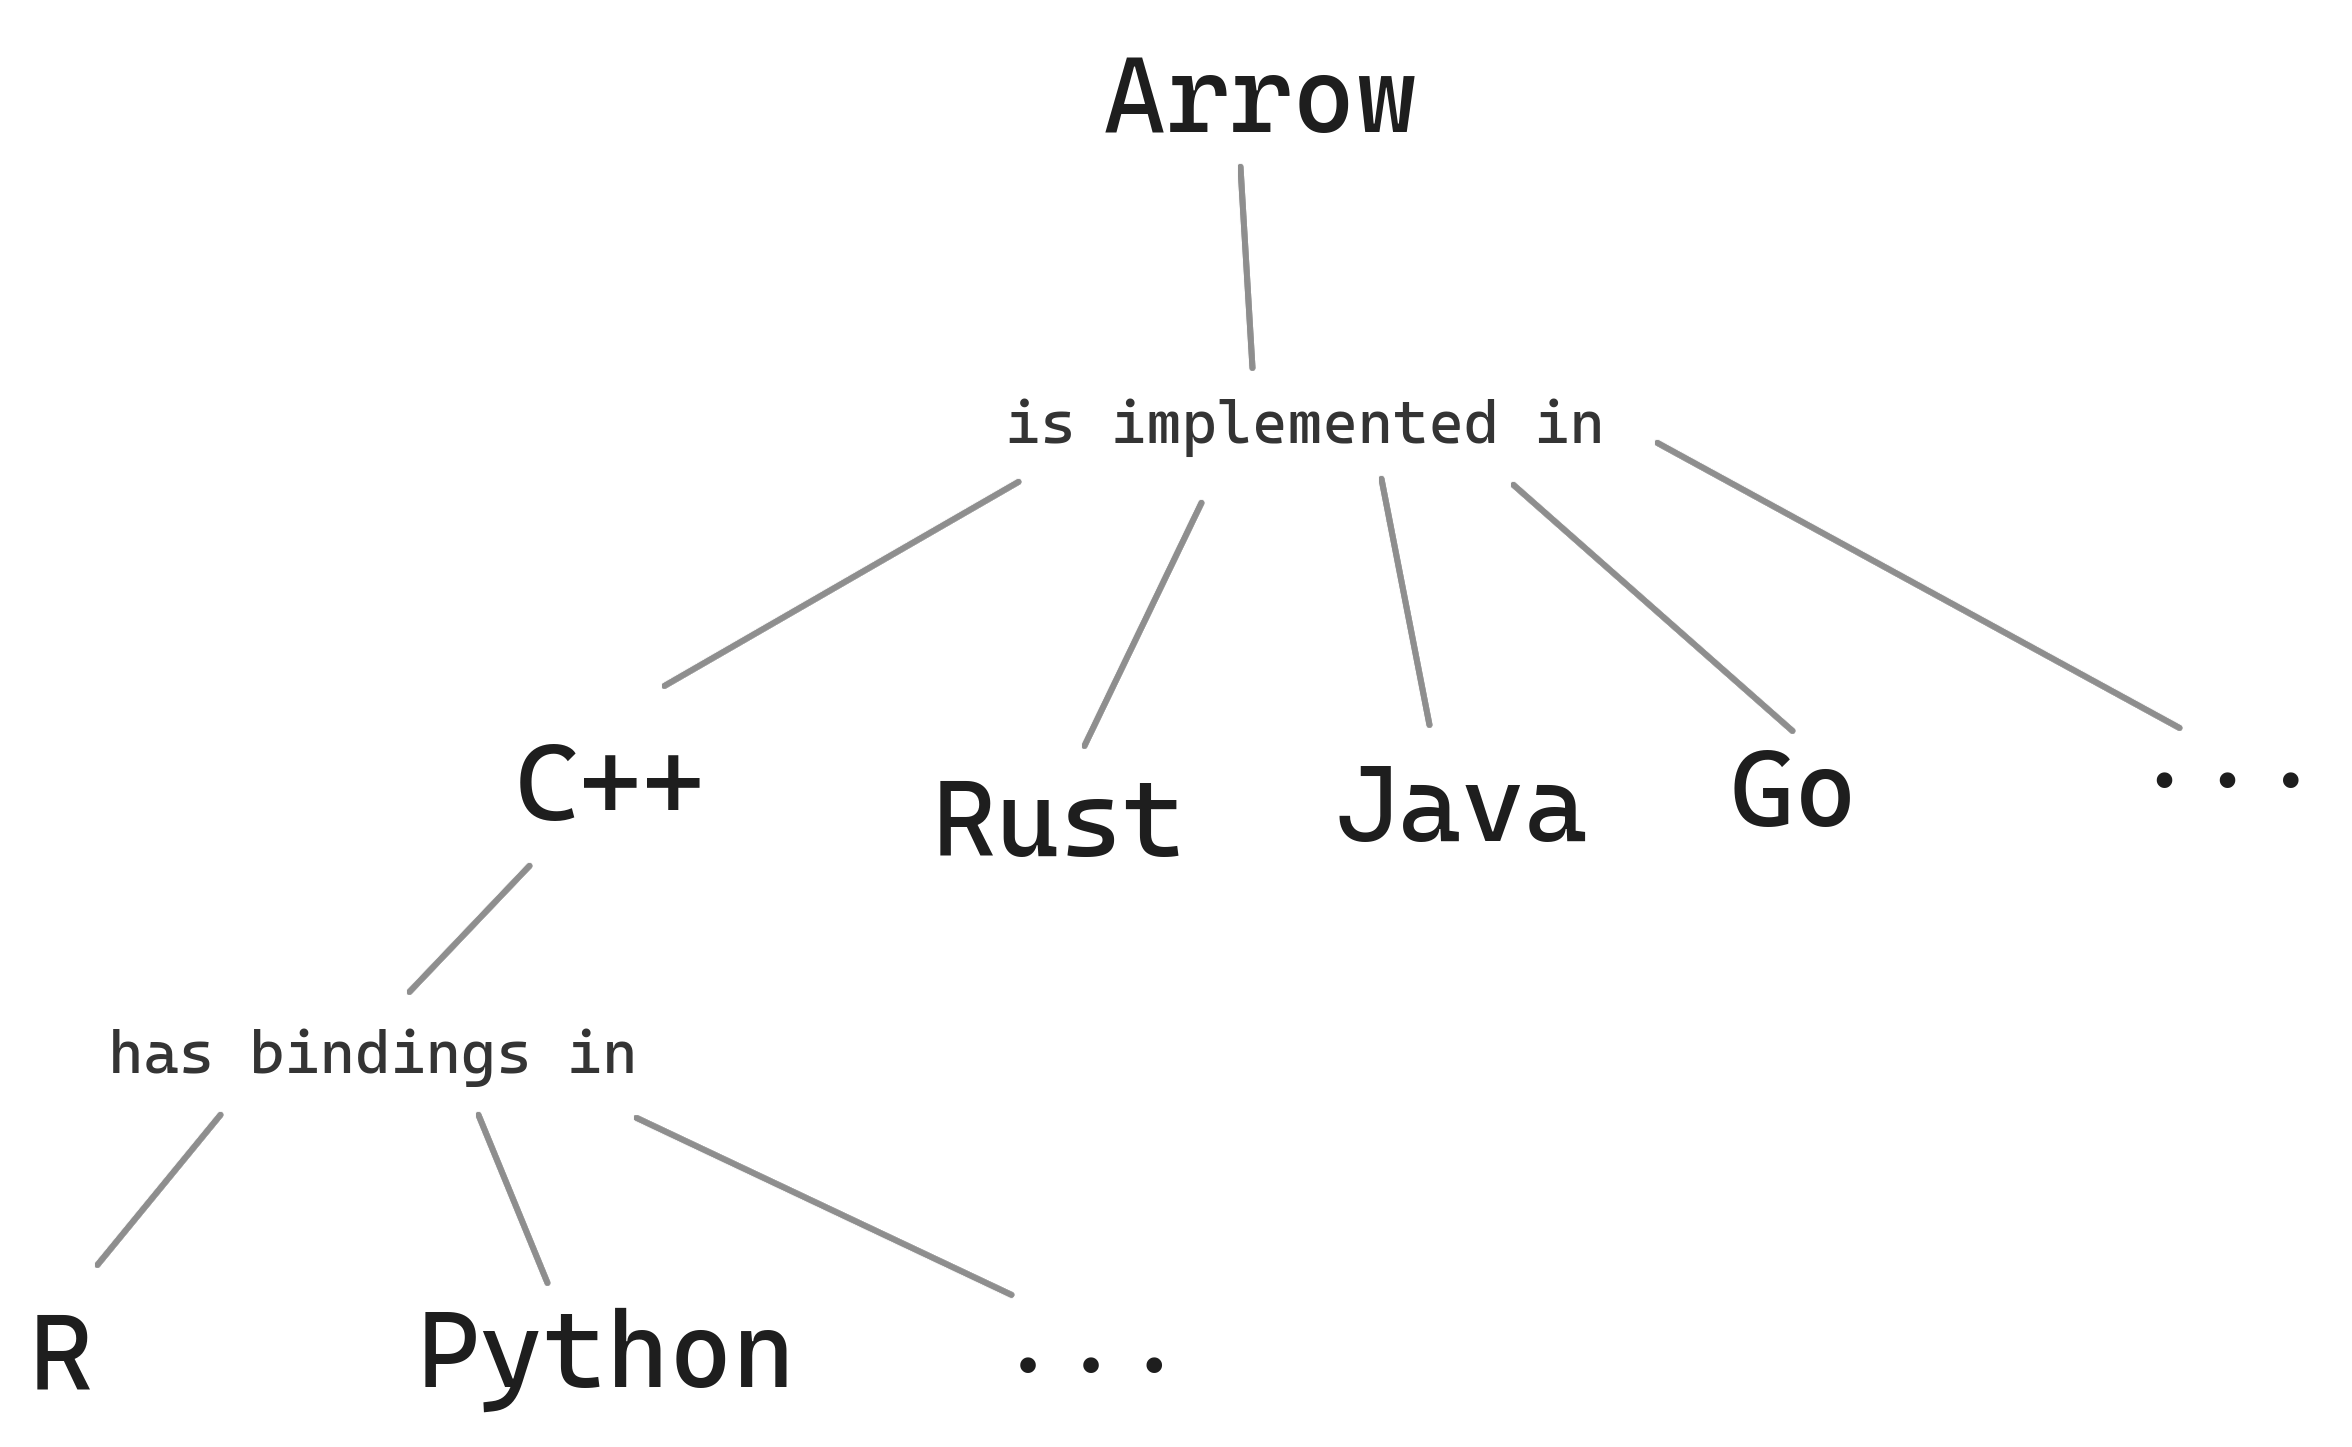 Arrow
is implemented in
C++ Rust Java Go ...
has bindings in
R Python ...